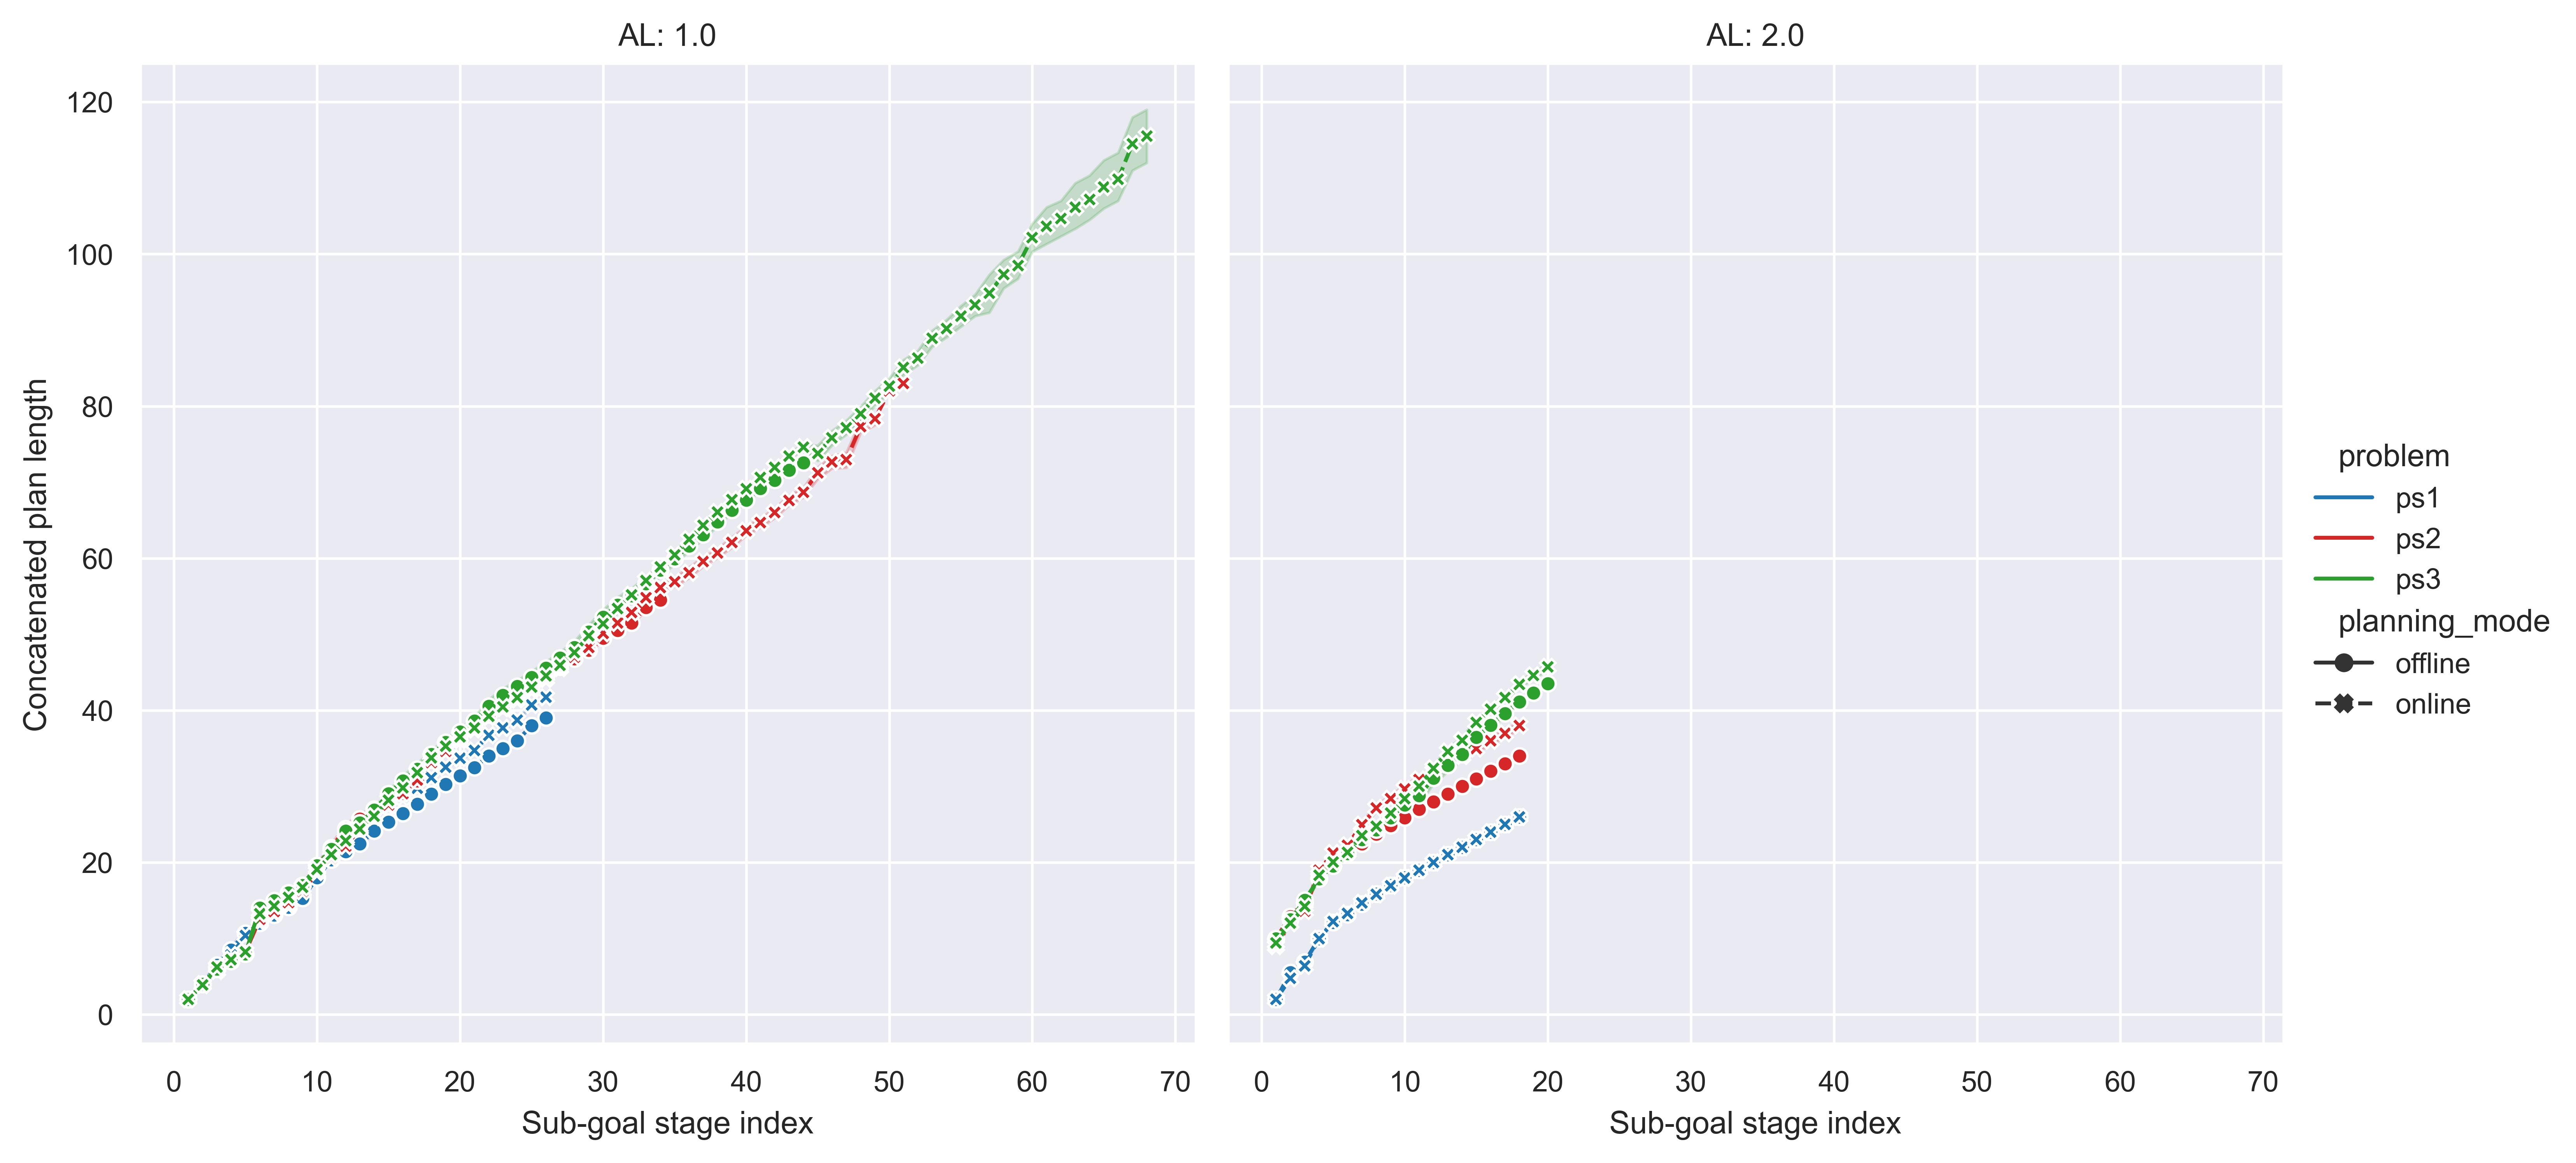 AL: 1.0
AL: 2.0
Concatenated plan length
120
100
80
60
40
20
0
0 10 20 30 40 50 60 70
0 10 20 30 40 50 60 70
Sub-goal stage index
Sub-goal stage index
problem
ps1
ps2
ps3
planning_mode
offline
online